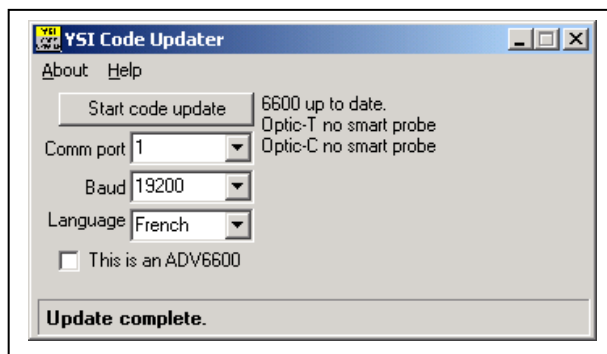 YSI Code Updater
About Help
Start code update
6600 up to date.
Optic-T no smart probe
Optic-C no smart probe
Comm port 1
Baud 19200
Language French
This is an ADV6600
Update complete.